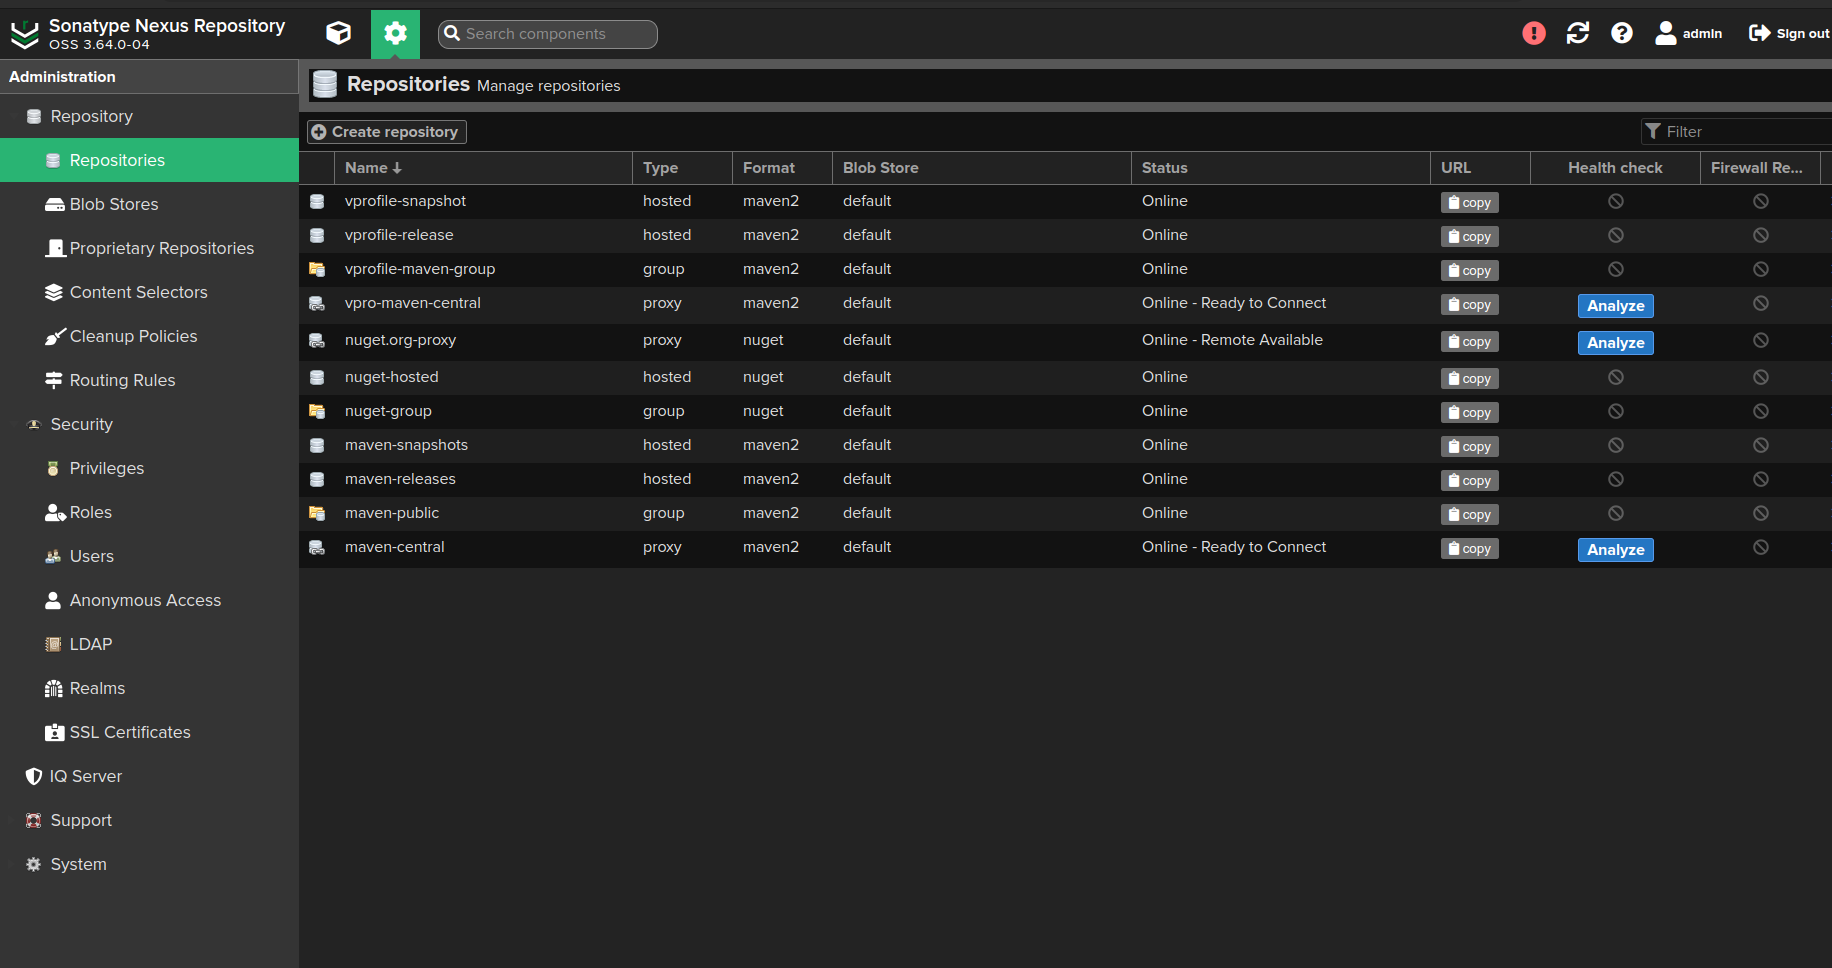 Sonatype Nexus Repository
OSS 3.64.0-04
Search components
admin
Sign out
Administration
Repository
Repositories
Blob Stores
Proprietary Repositories
Content Selectors
Cleanup Policies
Routing Rules
Security
Privileges
Roles
Users
Anonymous Access
LDAP
Realms
SSL Certificates
IQ Server
Support
System
Repositories Manage repositories
Create repository
Filter
Name Type Format Blob Store Status URL Health check Firewall Re...
vprofile-snapshot hosted maven2 default Online copy
vprofile-release hosted maven2 default Online copy
vprofile-maven-group group maven2 default Online copy
vpro-maven-central proxy maven2 default Online - Ready to Connect copy Analyze
nuget.org-proxy proxy nuget default Online - Remote Available copy Analyze
nuget-hosted hosted nuget default Online copy
nuget-group group nuget default Online copy
maven-snapshots hosted maven2 default Online copy
maven-releases hosted maven2 default Online copy
maven-public group maven2 default Online copy
maven-central proxy maven2 default Online - Ready to Connect copy Analyze